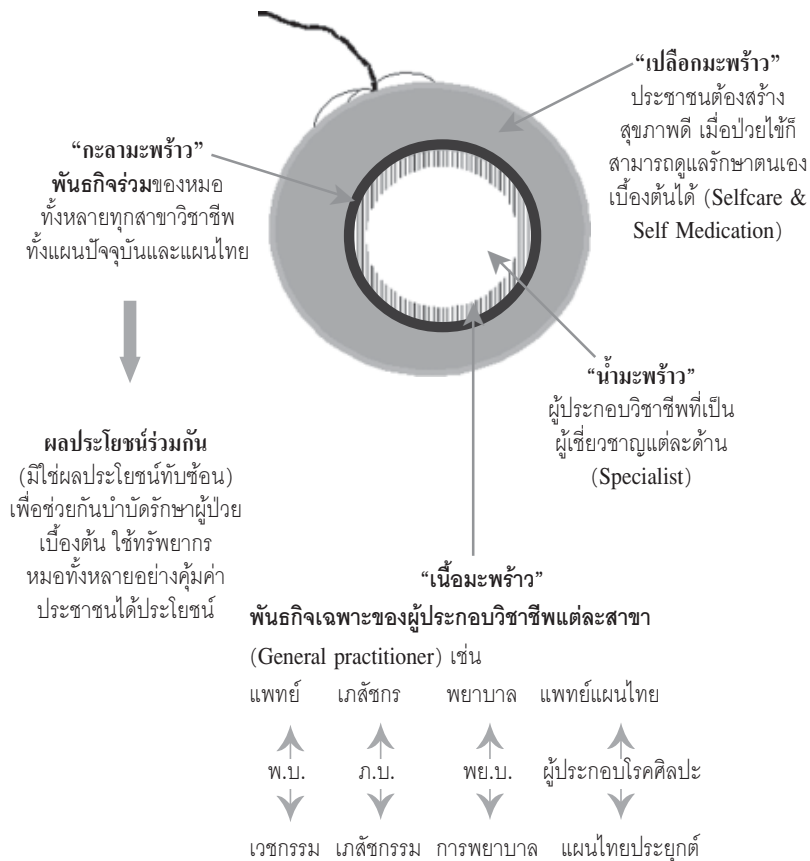 “เปลือกมะพร้าว”
ประชาชนต้องสร้าง
สุขภาพดี เมื่อป่วยไข้ก็
สามารถดูแลรักษาตนเอง
เบื้องต้นได้ (Selfcare &
Self Medication)
“กะลามะพร้าว”
พันธกิจร่วมของหมอ
ทั้งหลายทุกสาขาวิชาชีพ
ทั้งแผนปัจจุบันและแผนไทย
“น้ำมะพร้าว”
ผู้ประกอบวิชาชีพที่เป็น
ผู้เชี่ยวชาญแต่ละด้าน
(Specialist)
ผลประโยชน์ร่วมกัน
(มิใช่ผลประโยชน์ทับซ้อน)
เพื่อช่วยกันบำบัดรักษาผู้ป่วย
เบื้องต้น ใช้ทรัพยากร
หมอทั้งหลายอย่างคุ้มค่า
ประชาชนได้ประโยชน์
“เนื้อมะพร้าว”
พันธกิจเฉพาะของผู้ประกอบวิชาชีพแต่ละสาขา
(General practitioner) เช่น
แพทย์ เภสัชกร พยาบาล แพทย์แผนไทย
พ.บ. ภ.บ. พย.บ. ผู้ประกอบโรคศิลปะ
เวชกรรม เภสัชกรรม การพยาบาล แผนไทยประยุกต์